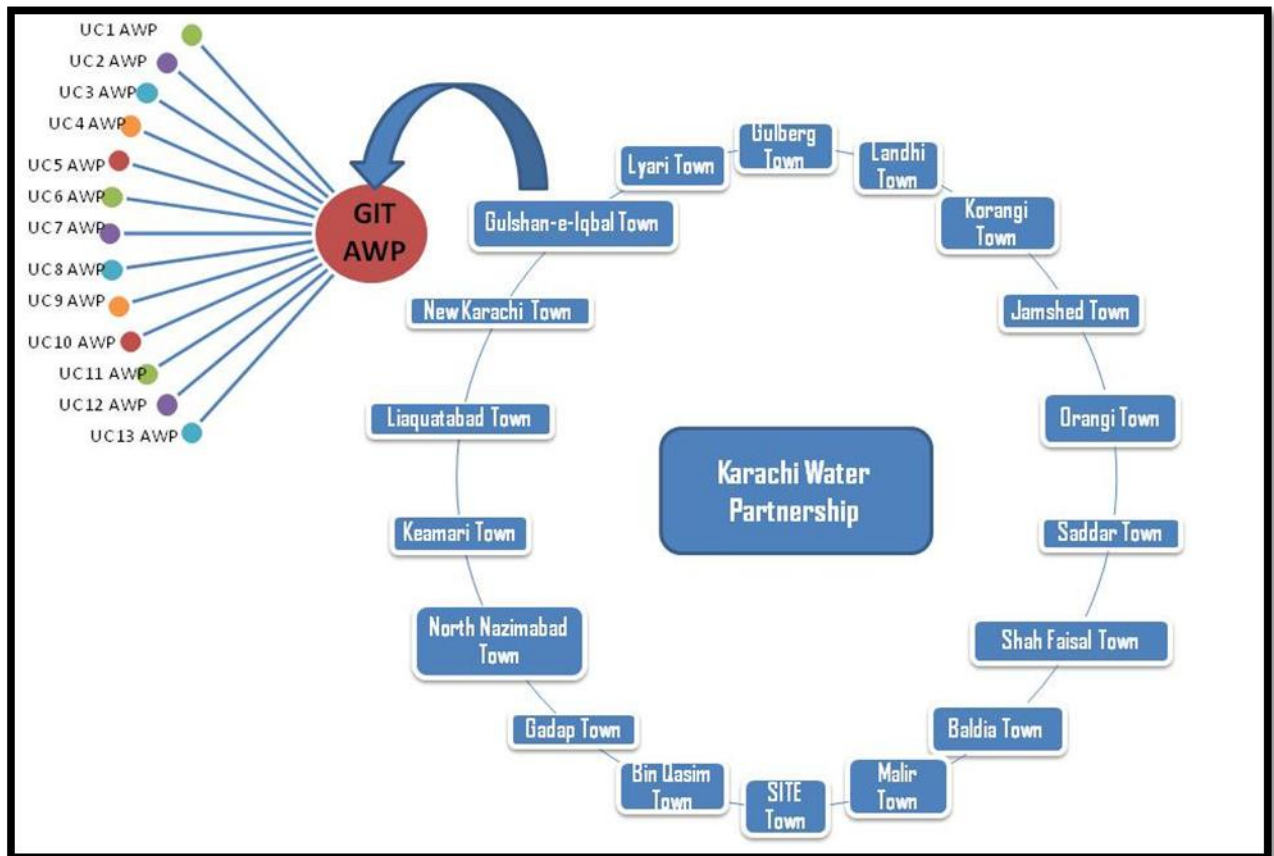 UC1 AWP
UC2 AWP
UC3 AWP
UC4 AWP
UC5 AWP
UC6 AWP
UC7 AWP
UC8 AWP
UC9 AWP
UC10 AWP
UC11 AWP
UC12 AWP
UC13 AWP
GIT
AWP
Gulberg
Town
Landhi
Town
Korangi
Town
Jamshed Town
Orangi Town
Saddar Town
Shah Faisal Town
Baldia Town
Malir
Town
SITE
Town
Bin Qasim
Town
Gadap Town
North Nazimabad
Town
Keamari Town
Liaquatabad Town
New Karachi Town
Gulshan-e-Iqbal Town
Lyari Town
Karachi Water
Partnership